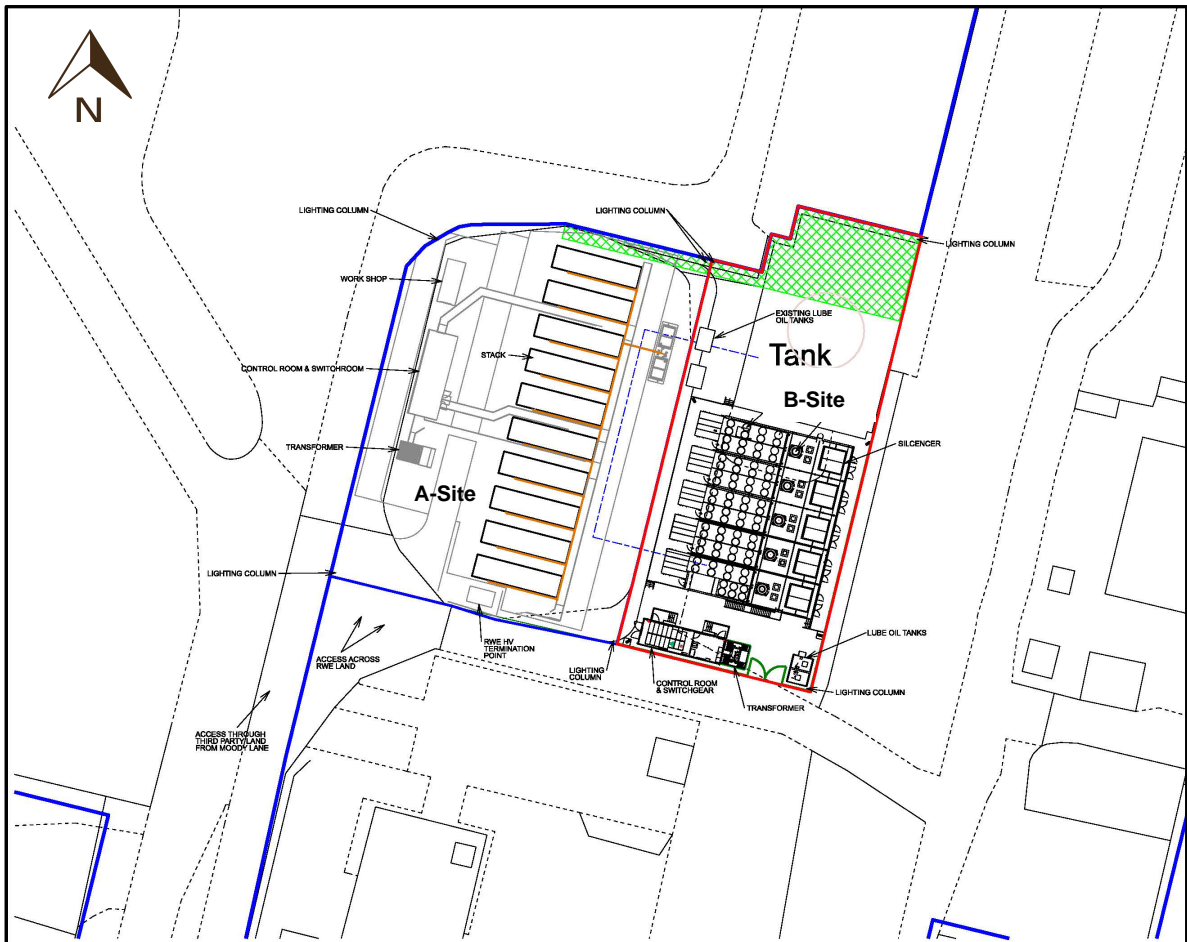 N
LIGHTING COLUMN
LIGHTING COLUMN
LIGHTING COLUMN
WORK SHOP
EXISTING LUBE
OIL TANKS
STACK
Tank
CONTROL ROOM & SWITCHROOM
B-Site
SILCENCER
TRANSFORMER
A-Site
LIGHTING COLUMN
RWE HV
TERMINATION
POINT
LUBE OIL TANKS
ACCESS ACROSS
RWE LAND
LIGHTING
COLUMN
CONTROL ROOM
& SWITCHGEAR
LIGHTING COLUMN
TRANSFORMER
ACCESS THROUGH
THIRD PARTY LAND
FROM MOODY LANE